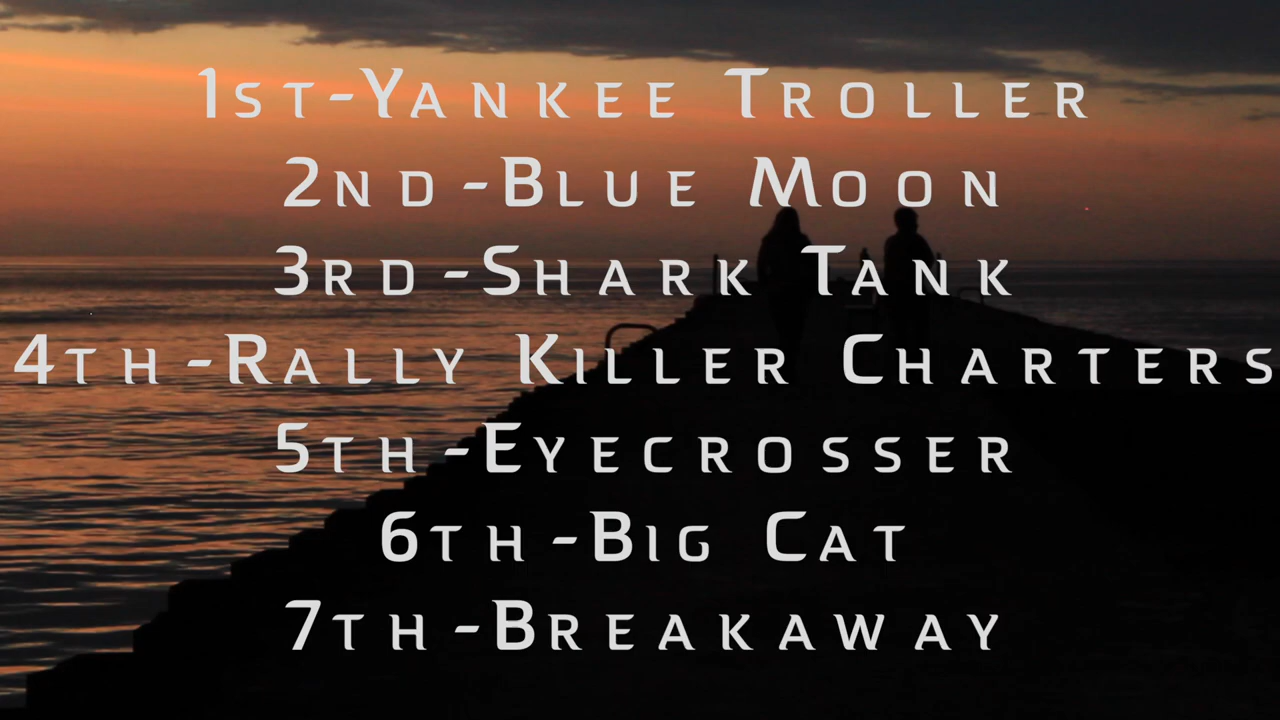 1st-Yankee Troller
2nd-Blue Moon
3rd-Shark Tank
4th-Rally Killer Charters
5th-Eyecrosser
6th-Big Cat
7th-Breakaway